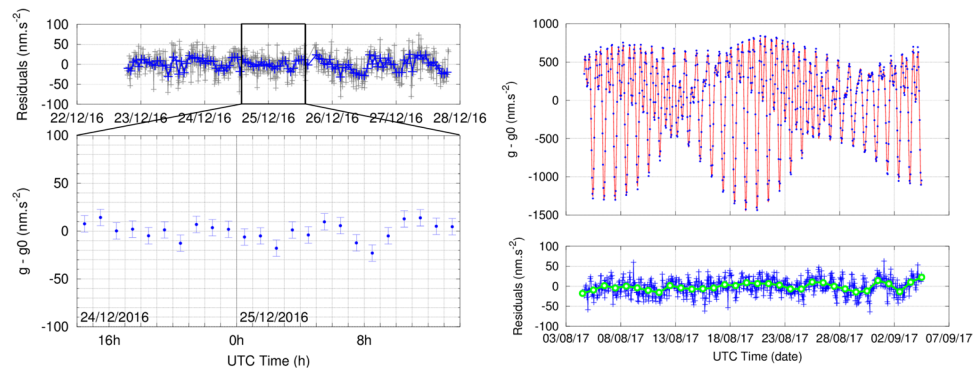 Residuals (nm.s⁻²)
100
50
0
-50
-100
22/12/16 23/12/16 24/12/16 25/12/16 26/12/16 27/12/16 28/12/16
g - g0 (nm.s⁻²)
100
50
0
-50
-100
24/12/2016 25/12/2016
16h 0h 8h
UTC Time (h)
g - g0 (nm.s⁻²)
1000
500
0
-500
-1000
-1500
Residuals (nm.s⁻²)
100
50
0
-50
-100
03/08/17 08/08/17 13/08/17 18/08/17 23/08/17 28/08/17 02/09/17 07/09/17
UTC Time (date)